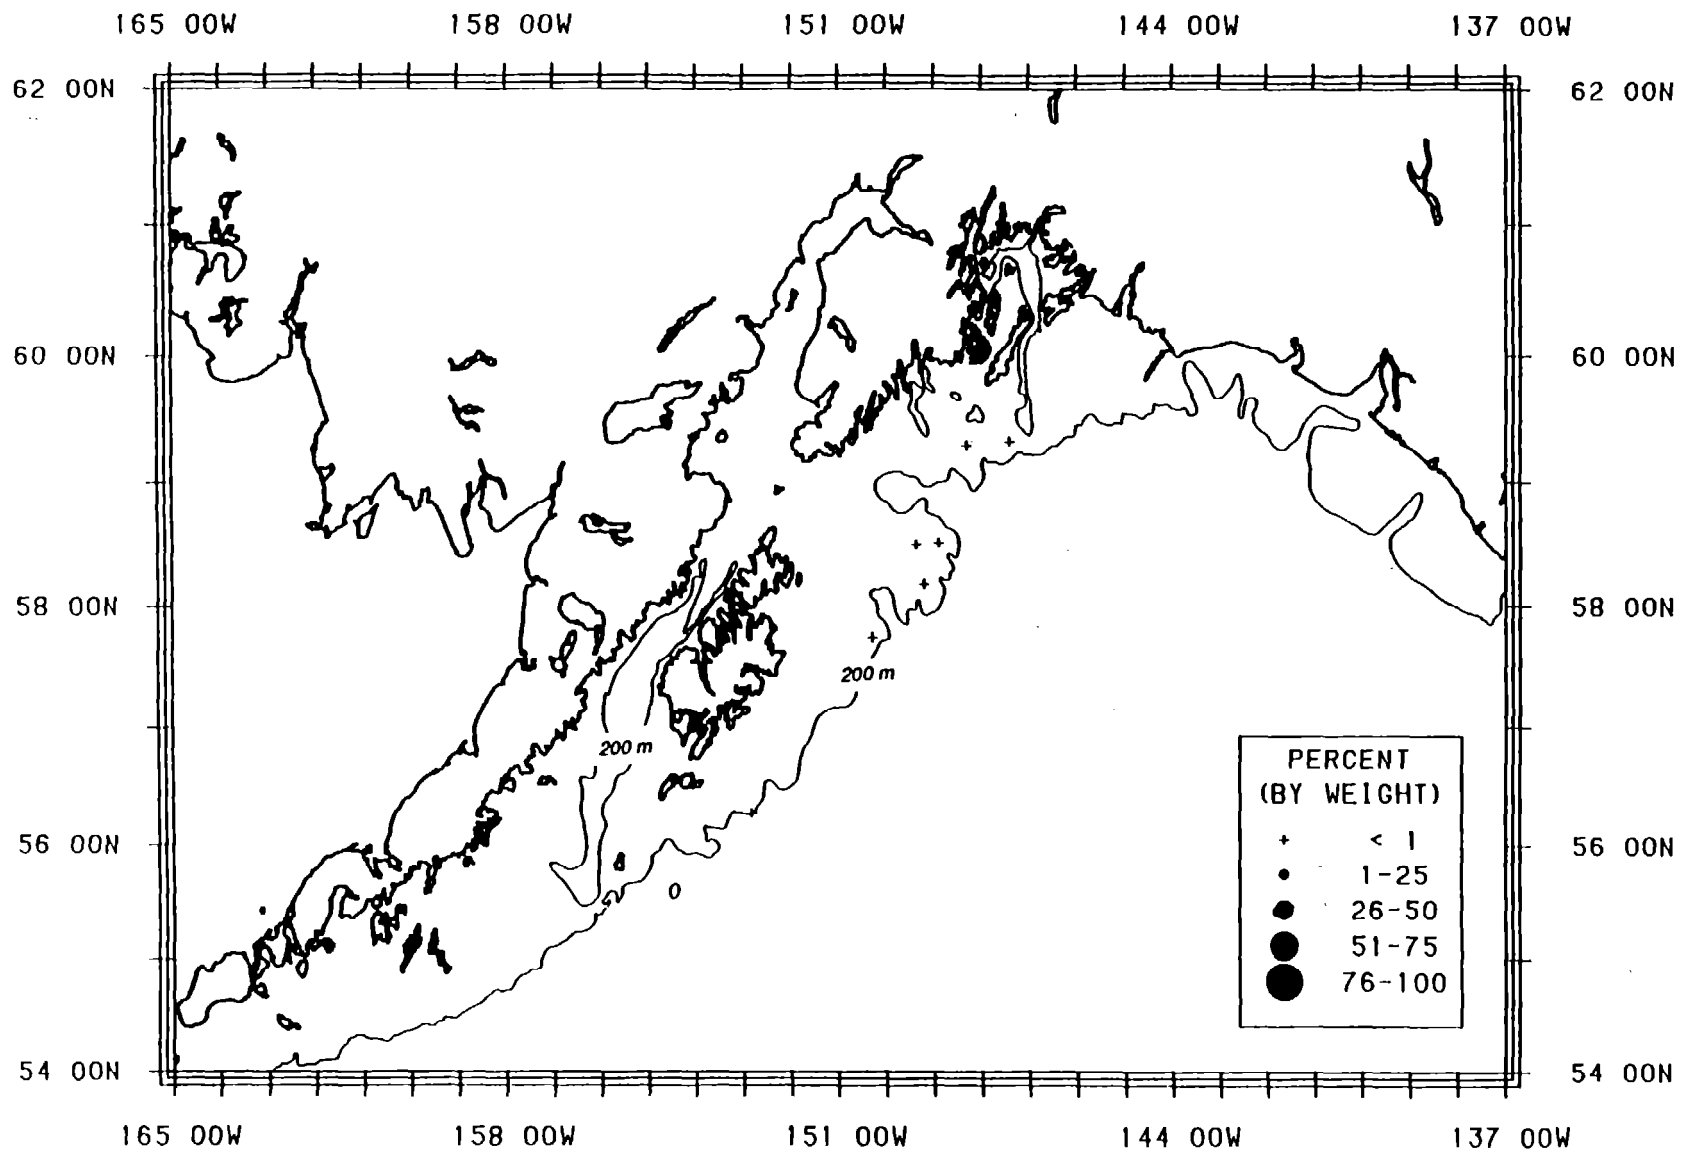 165 00W 158 00W 151 00W 144 00W 137 00W
62 00N 62 00N
60 00N 60 00N
58 00N 58 00N
200 m
200 m
PERCENT
(BY WEIGHT)
+ < 1
1-25
56 00N 56 00N
26-50
51-75
76-100
54 00N 54 00N
165 00W 158 00W 151 00W 144 00W 137 00W